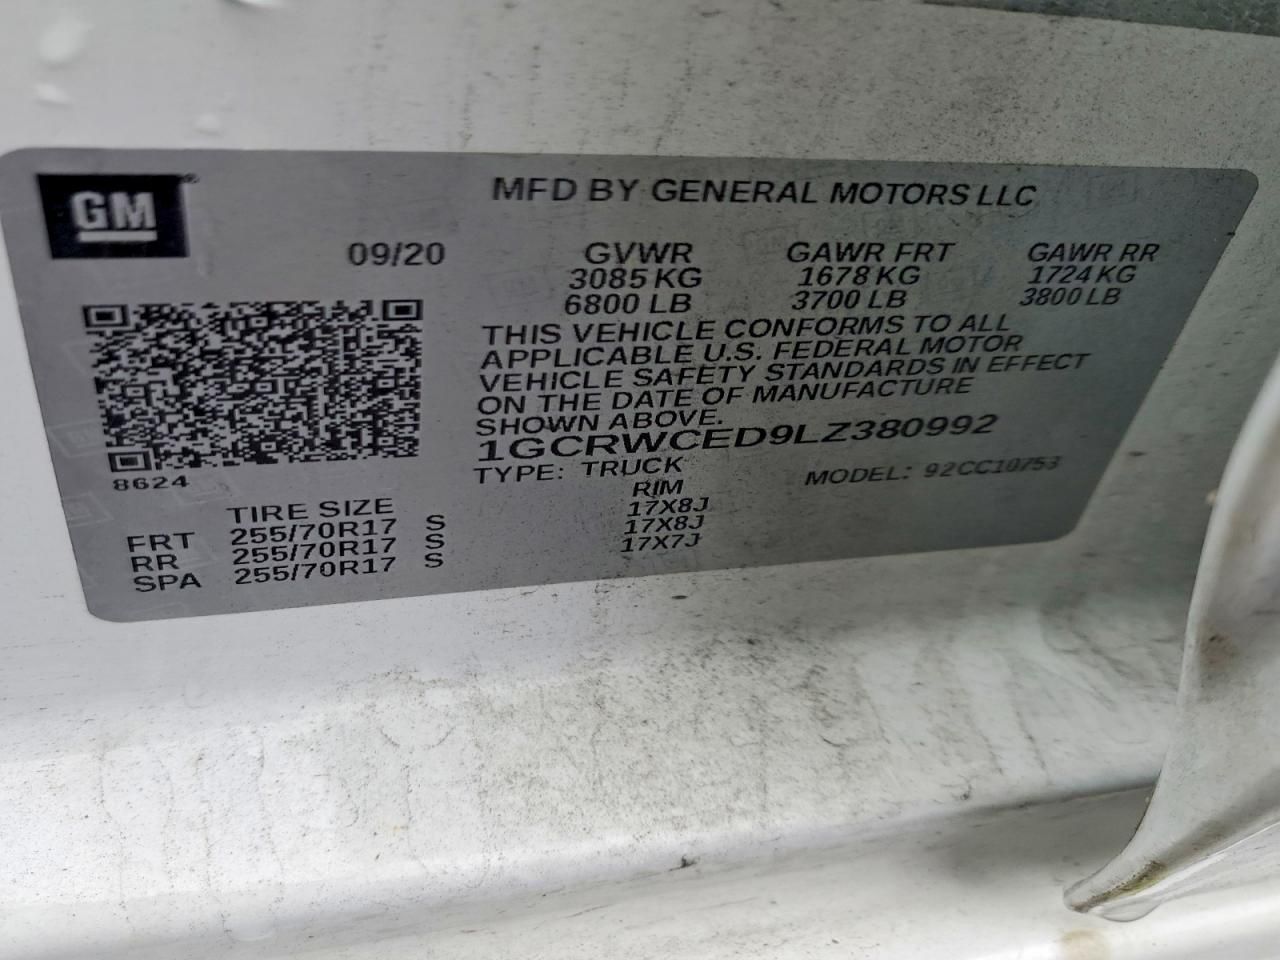 GM
MFD BY GENERAL MOTORS LLC
09/20 GVWR GAWR FRT GAWR RR
3085 KG 1678 KG 1724 KG
6800 LB 3700 LB 3800 LB
THIS VEHICLE CONFORMS TO ALL
APPLICABLE U.S. FEDERAL MOTOR
VEHICLE SAFETY STANDARDS IN EFFECT
ON THE DATE OF MANUFACTURE
SHOWN ABOVE.
1GCRWCED9LZ380992
TYPE: TRUCK MODEL: 92CC10753
8624
TIRE SIZE RIM
FRT 255/70R17 S 17X8J
RR 255/70R17 S 17X8J
SPA 255/70R17 S 17X7J